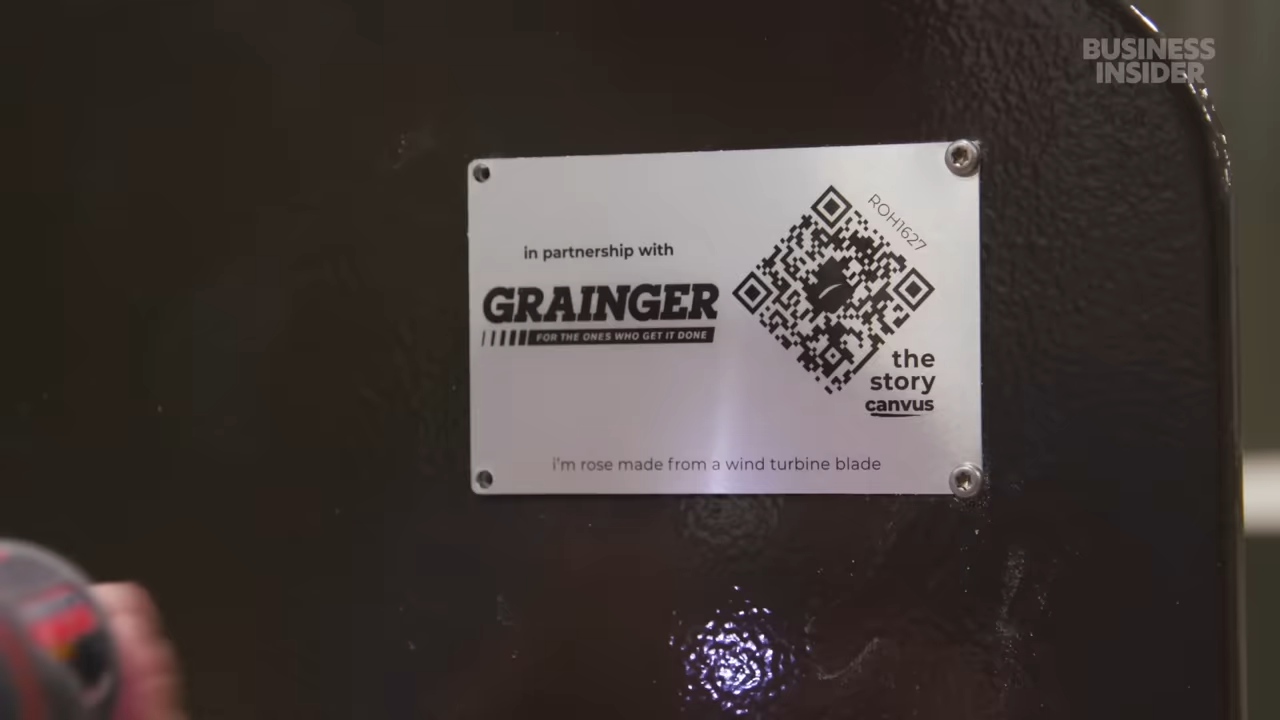 BUSINESS
INSIDER
in partnership with
GRAINGER
FOR THE ONES WHO GET IT DONE
ROH1627
the
story
canvus
i'm rose made from a wind turbine blade